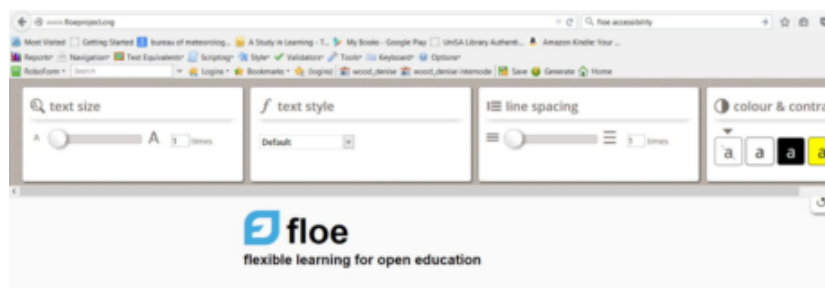 www.floeproject.org
floe accessibility
Most Visited Getting Started bureau of meteorolog... A Study in Learning - T... My Books - Google Play UniSA Library Authenti... Amazon Kindle: Your ...
Reports Navigation Text Equivalents Scripting Style Validators Tools Keyboard Options
RoboForm Search Logins Bookmarks (logins) wood_denise wood_denise internode Save Generate Home
text size
A A 1 times
text style
Default
line spacing
1 times
colour & contra
a a a a
floe
flexible learning for open education